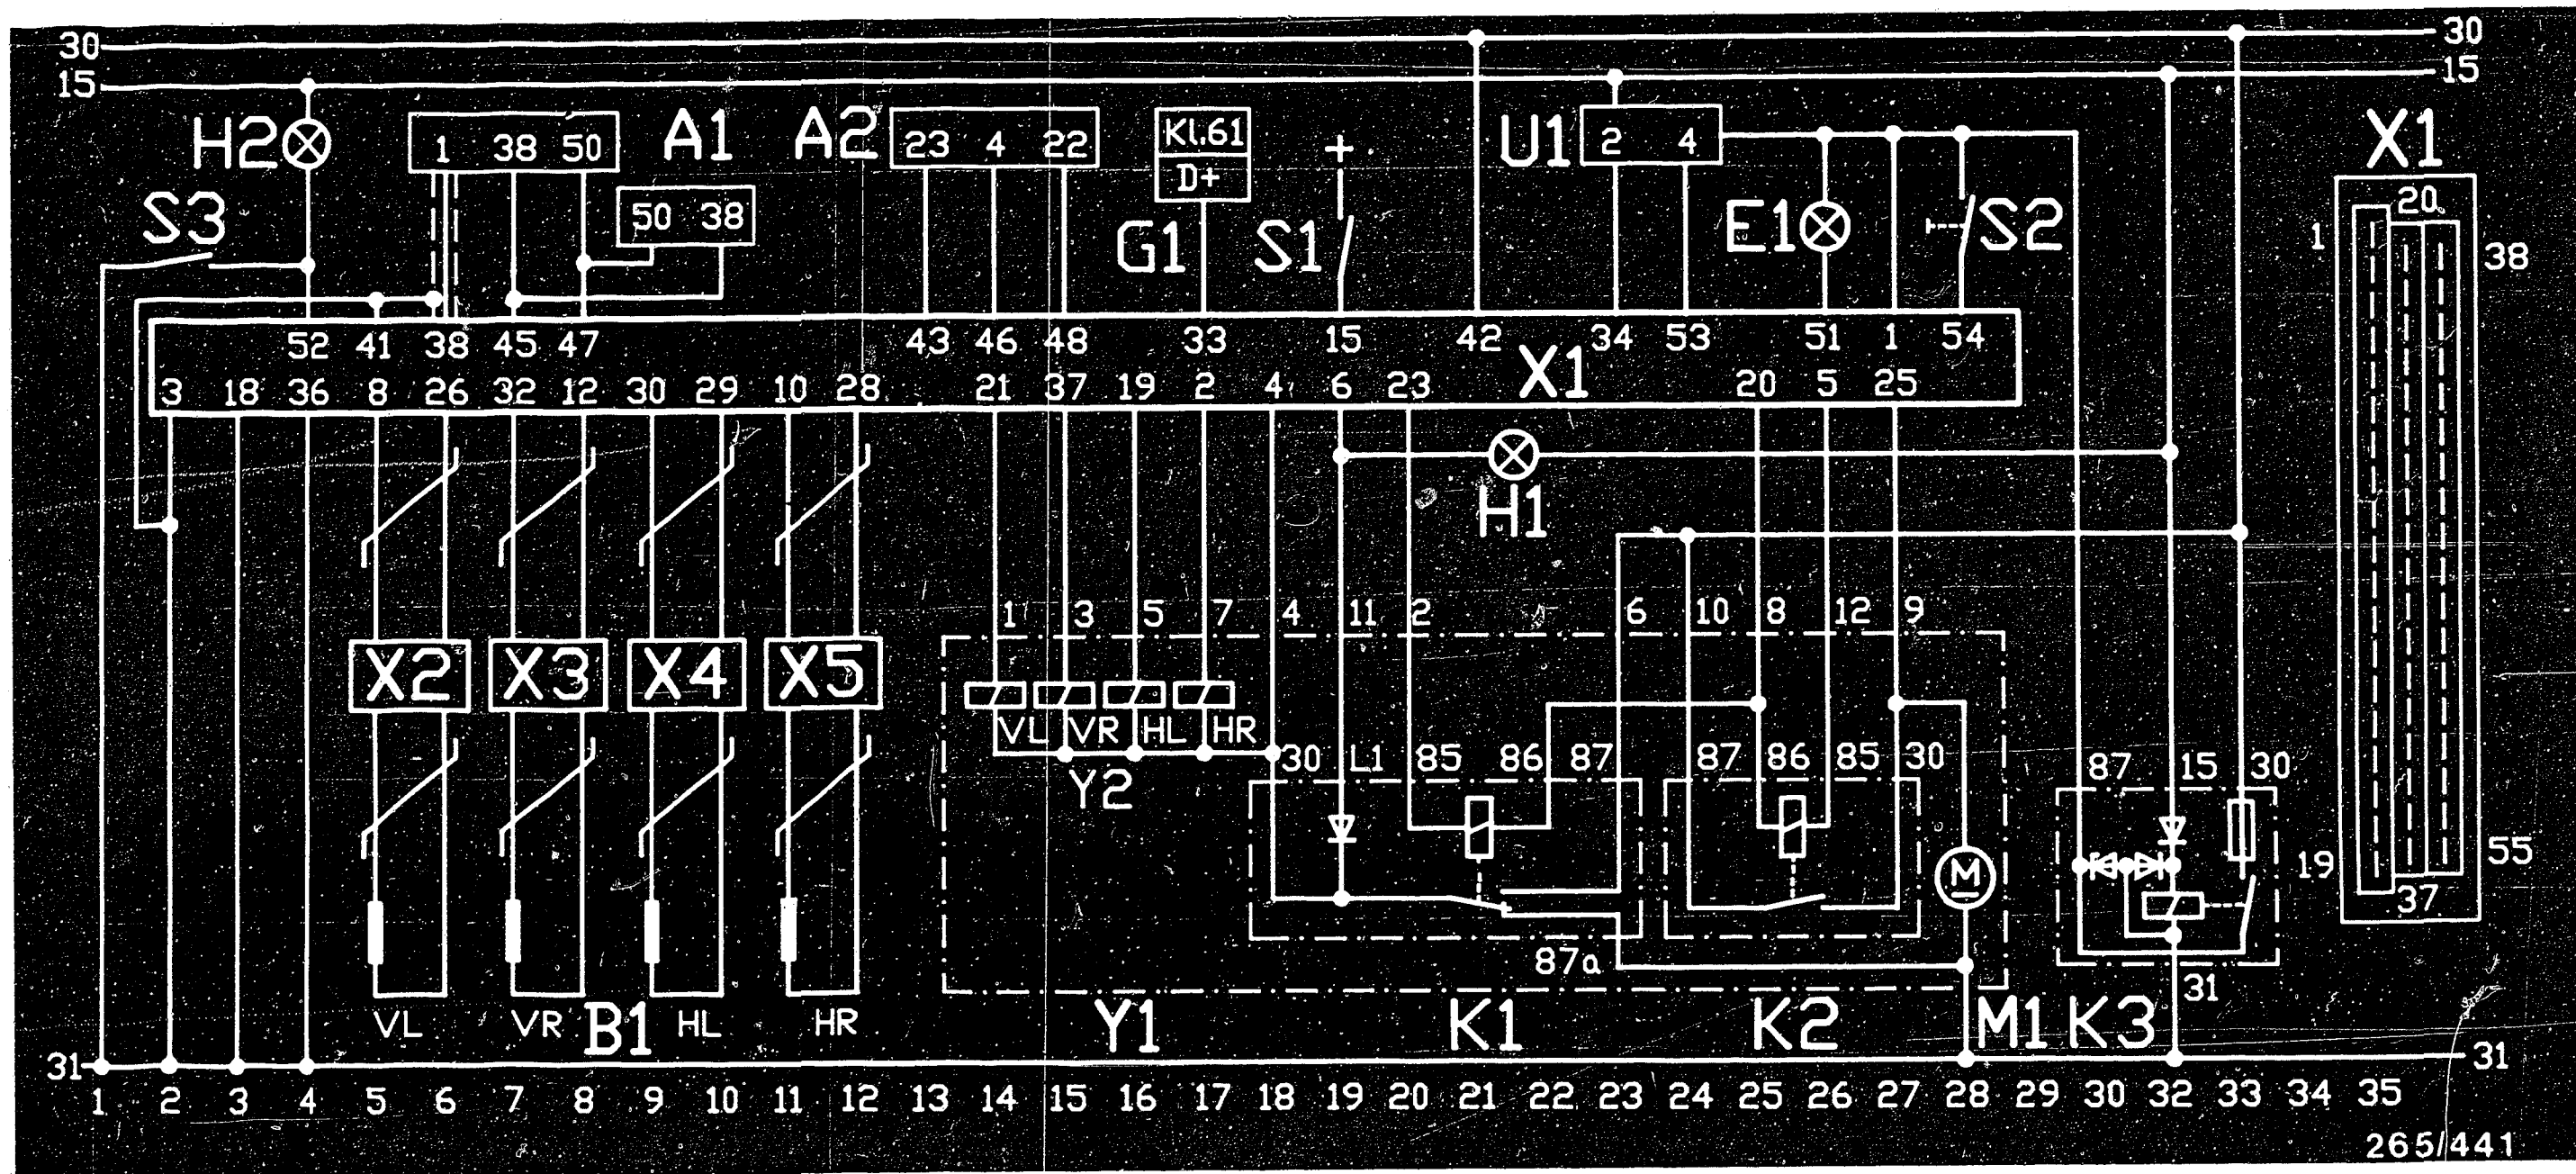 30 30
15 15
H2 1 38 50 A1 A2 23 4 22 Kl.61 + U1 2 4 X1
D+
S3 50 38 G1 S1 E1 S2 20
1 38
52 41 38 45 47 43 46 48 33 15 42 34 53 51 1 54
3 18 36 8 26 32 12 30 29 10 28 21 37 19 2 4 6 23 X1 20 5 25
H1
1 3 5 7 4 11 2 6 10 8 12 9
X2 X3 X4 X5
VL VR HL HR
30 L1 85 86 87 87 86 85 30 87 15 30
Y2
M
19 55
37
87a
31
VL VR B1 HL HR Y1 K1 K2 M1 K3
31 31
1 2 3 4 5 6 7 8 9 10 11 12 13 14 15 16 17 18 19 20 21 22 23 24 25 26 27 28 29 30 32 33 34 35
265/441